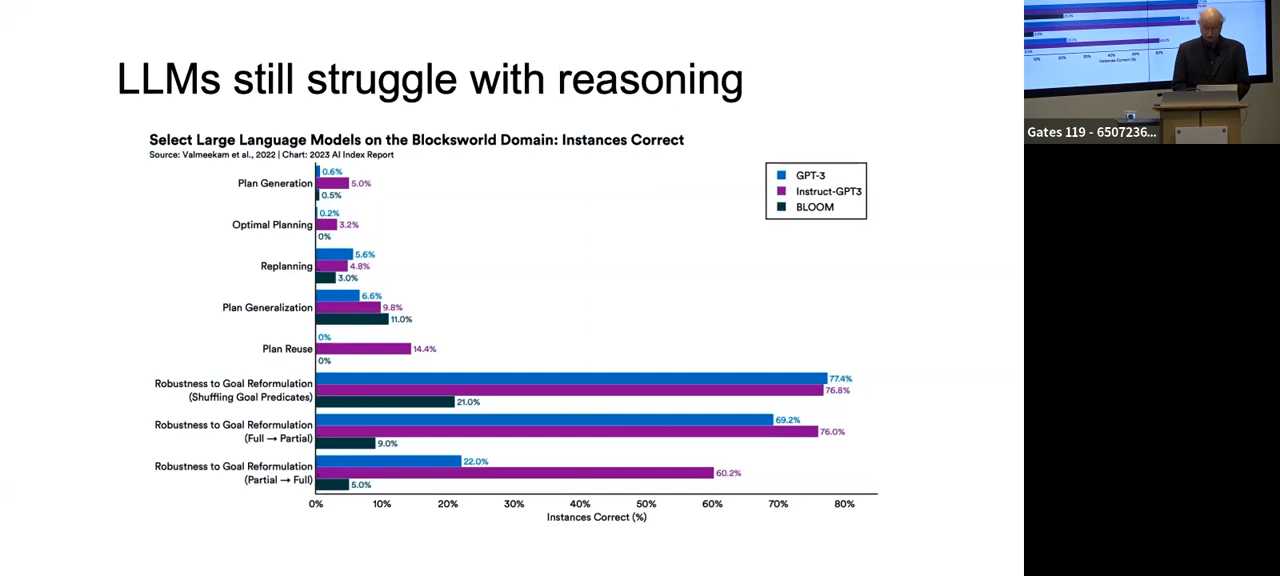 LLMs still struggle with reasoning
Select Large Language Models on the Blocksworld Domain: Instances Correct
Source: Valmeekam et al., 2022 | Chart: 2023 AI Index Report
GPT-3
Instruct-GPT3
BLOOM
Plan Generation
0.6%
5.0%
0.5%
Optimal Planning
0.2%
3.2%
0%
Replanning
5.6%
4.8%
3.0%
Plan Generalization
6.6%
9.8%
11.0%
Plan Reuse
0%
14.4%
0%
Robustness to Goal Reformulation
(Shuffling Goal Predicates)
77.4%
76.8%
21.0%
Robustness to Goal Reformulation
(Full → Partial)
69.2%
76.0%
9.0%
Robustness to Goal Reformulation
(Partial → Full)
22.0%
60.2%
5.0%
0% 10% 20% 30% 40% 50% 60% 70% 80%
Instances Correct (%)
Gates 119 - 6507236...